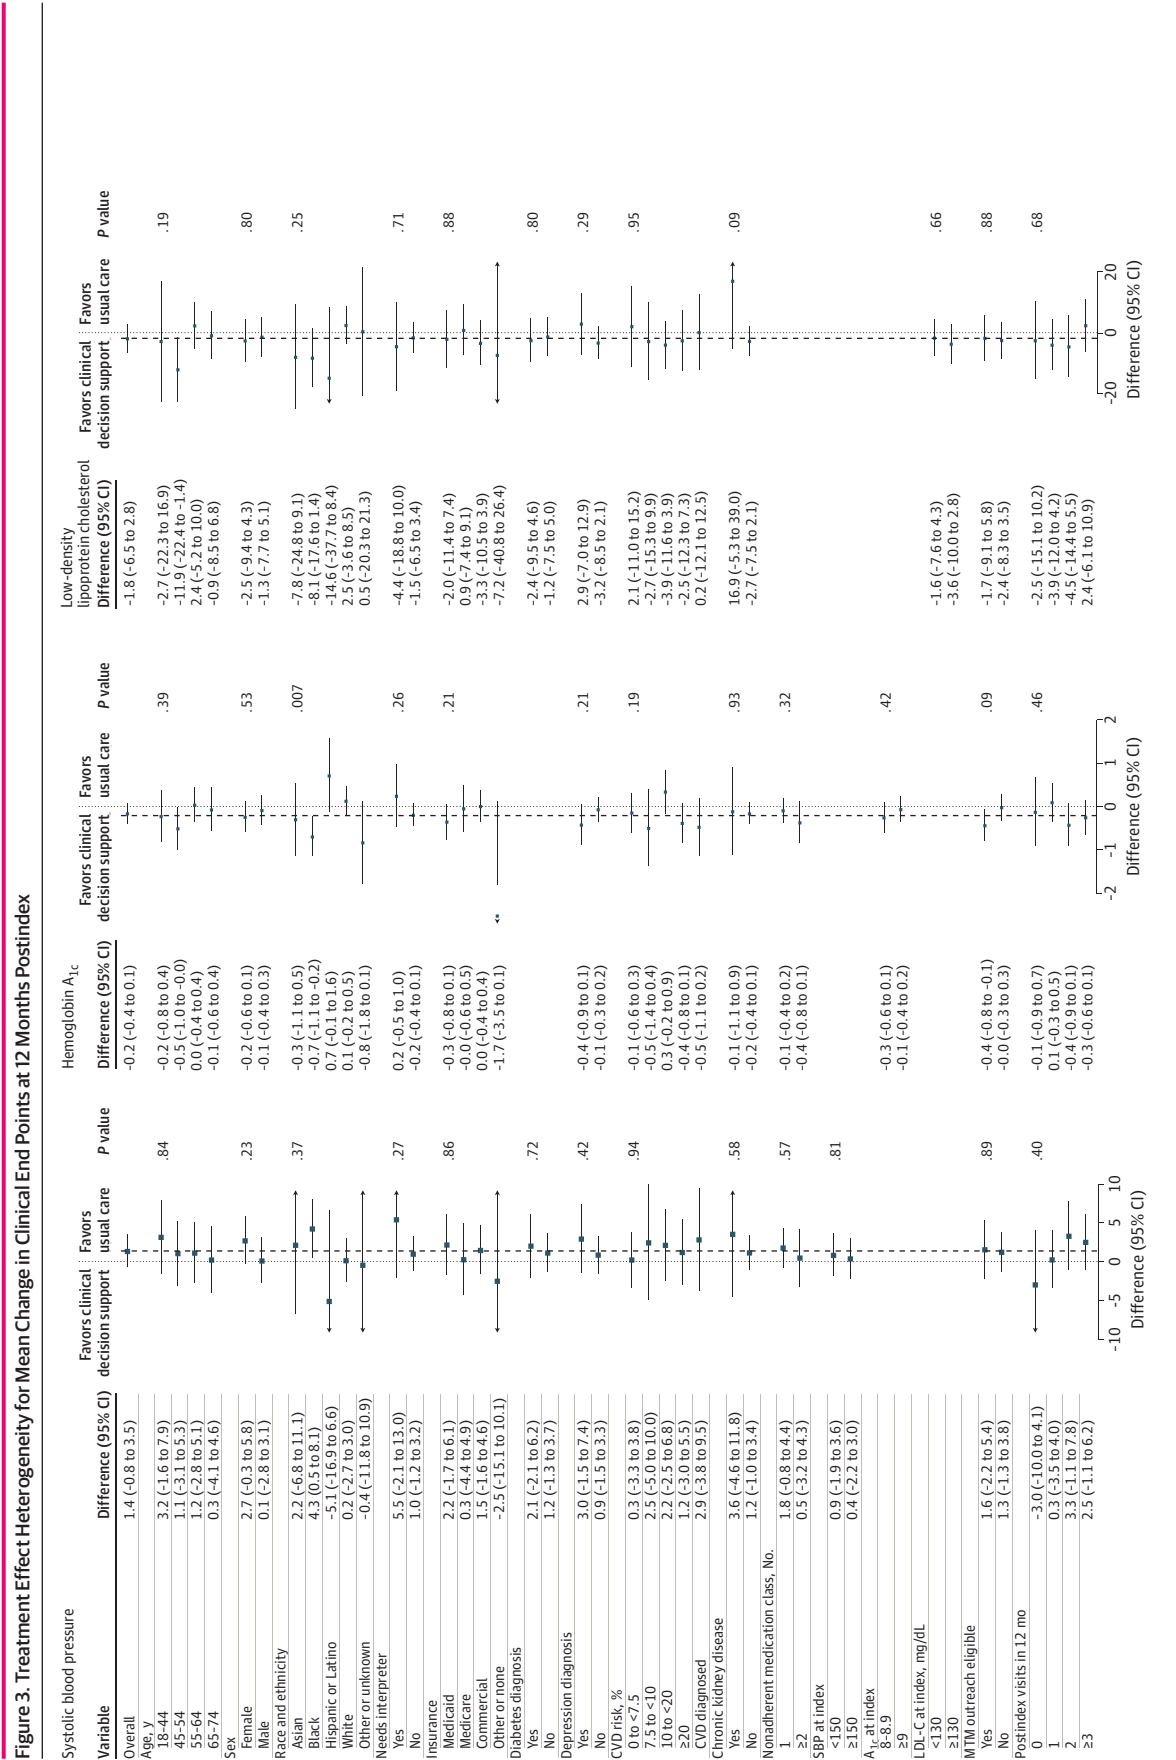 Figure 3. Treatment Effect Heterogeneity for Mean Change in Clinical End Points at 12 Months Postindex
Systolic blood pressure Hemoglobin A1c Low-density lipoprotein cholesterol
Variable Difference (95% CI) Favors clinical decision support Favors usual care P value Difference (95% CI) Favors clinical decision support Favors usual care P value Difference (95% CI) Favors clinical decision support Favors usual care P value
Overall 1.4 (-0.8 to 3.5) -0.2 (-0.4 to 0.1) -1.8 (-6.5 to 2.8)
Age, y
18-44 3.2 (-1.6 to 7.9) .84 -0.2 (-0.8 to 0.4) .39 -2.7 (-22.3 to 16.9) .19
45-54 1.1 (-3.1 to 5.3) -0.5 (-1.0 to -0.0) -11.9 (-22.4 to -1.4)
55-64 1.2 (-2.8 to 5.1) 0.0 (-0.4 to 0.4) 2.4 (-5.2 to 10.0)
65-74 0.3 (-4.1 to 4.6) -0.1 (-0.6 to 0.4) -0.9 (-8.5 to 6.8)
Sex
Female 2.7 (-0.3 to 5.8) .23 -0.2 (-0.6 to 0.1) .53 -2.5 (-9.4 to 4.3) .80
Male 0.1 (-2.8 to 3.1) -0.1 (-0.4 to 0.3) -1.3 (-7.7 to 5.1)
Race and ethnicity
Asian 2.2 (-6.8 to 11.1) .37 -0.3 (-1.1 to 0.5) .007 -7.8 (-24.8 to 9.1) .25
Black 4.3 (0.5 to 8.1) -0.7 (-1.1 to -0.2) -8.1 (-17.6 to 1.4)
Hispanic or Latino -5.1 (-16.9 to 6.6) 0.7 (-0.1 to 1.6) -14.6 (-37.7 to 8.4)
White 0.2 (-2.7 to 3.0) 0.1 (-0.2 to 0.5) 2.5 (-3.6 to 8.5)
Other or unknown -0.4 (-11.8 to 10.9) -0.8 (-1.8 to 0.1) 0.5 (-20.3 to 21.3)
Needs interpreter
Yes 5.5 (-2.1 to 13.0) .27 0.2 (-0.5 to 1.0) .26 -4.4 (-18.8 to 10.0) .71
No 1.0 (-1.2 to 3.2) -0.2 (-0.4 to 0.1) -1.5 (-6.5 to 3.4)
Insurance
Medicaid 2.2 (-1.7 to 6.1) .86 -0.3 (-0.8 to 0.1) .21 -2.0 (-11.4 to 7.4) .88
Medicare 0.3 (-4.4 to 4.9) -0.0 (-0.6 to 0.5) 0.9 (-7.4 to 9.1)
Commercial 1.5 (-1.6 to 4.6) 0.0 (-0.4 to 0.4) -3.3 (-10.5 to 3.9)
Other or none -2.5 (-15.1 to 10.1) -1.7 (-3.5 to 0.1) -7.2 (-40.8 to 26.4)
Diabetes diagnosis
Yes 2.1 (-2.1 to 6.2) .72 -2.4 (-9.5 to 4.6) .80
No 1.2 (-1.3 to 3.7) -1.2 (-7.5 to 5.0)
Depression diagnosis
Yes 3.0 (-1.5 to 7.4) .42 -0.4 (-0.9 to 0.1) .21 2.9 (-7.0 to 12.9) .29
No 0.9 (-1.5 to 3.3) -0.1 (-0.3 to 0.2) -3.2 (-8.5 to 2.1)
CVD risk, %
0 to <7.5 0.3 (-3.3 to 3.8) .94 -0.1 (-0.6 to 0.3) .19 2.1 (-11.0 to 15.2) .95
7.5 to <10 2.5 (-5.0 to 10.0) -0.5 (-1.4 to 0.4) -2.7 (-15.3 to 9.9)
10 to <20 2.2 (-2.5 to 6.8) 0.3 (-0.2 to 0.9) -3.9 (-11.6 to 3.9)
≥20 1.2 (-3.0 to 5.5) -0.4 (-0.8 to 0.1) -2.5 (-12.3 to 7.3)
CVD diagnosed 2.9 (-3.8 to 9.5) -0.5 (-1.1 to 0.2) 0.2 (-12.1 to 12.5)
Chronic kidney disease
Yes 3.6 (-4.6 to 11.8) .58 -0.1 (-1.1 to 0.9) .93 16.9 (-5.3 to 39.0) .09
No 1.2 (-1.0 to 3.4) -0.2 (-0.4 to 0.1) -2.7 (-7.5 to 2.1)
Nonadherent medication class, No.
1 1.8 (-0.8 to 4.4) .57 -0.1 (-0.4 to 0.2) .32
≥2 0.5 (-3.2 to 4.3) -0.4 (-0.8 to 0.1)
SBP at index
<150 0.9 (-1.9 to 3.6) .81
≥150 0.4 (-2.2 to 3.0)
A1c at index
8-8.9 -0.3 (-0.6 to 0.1) .42
≥9 -0.1 (-0.4 to 0.2)
LDL-C at index, mg/dL
<130 -1.6 (-7.6 to 4.3) .66
≥130 -3.6 (-10.0 to 2.8)
MTM outreach eligible
Yes 1.6 (-2.2 to 5.4) .89 -0.4 (-0.8 to -0.1) .09 -1.7 (-9.1 to 5.8) .88
No 1.3 (-1.3 to 3.8) -0.0 (-0.3 to 0.3) -2.4 (-8.3 to 3.5)
Postindex visits in 12 mo
0 -3.0 (-10.0 to 4.1) .40 -0.1 (-0.9 to 0.7) .46 -2.5 (-15.1 to 10.2) .68
1 0.3 (-3.5 to 4.0) 0.1 (-0.3 to 0.5) -3.9 (-12.0 to 4.2)
2 3.3 (-1.1 to 7.8) -0.4 (-0.9 to 0.1) -4.5 (-14.4 to 5.5)
≥3 2.5 (-1.1 to 6.2) -0.3 (-0.6 to 0.1) 2.4 (-6.1 to 10.9)
-10 -5 0 5 10 -2 -1 0 1 2 -20 0 20
Difference (95% CI) Difference (95% CI) Difference (95% CI)